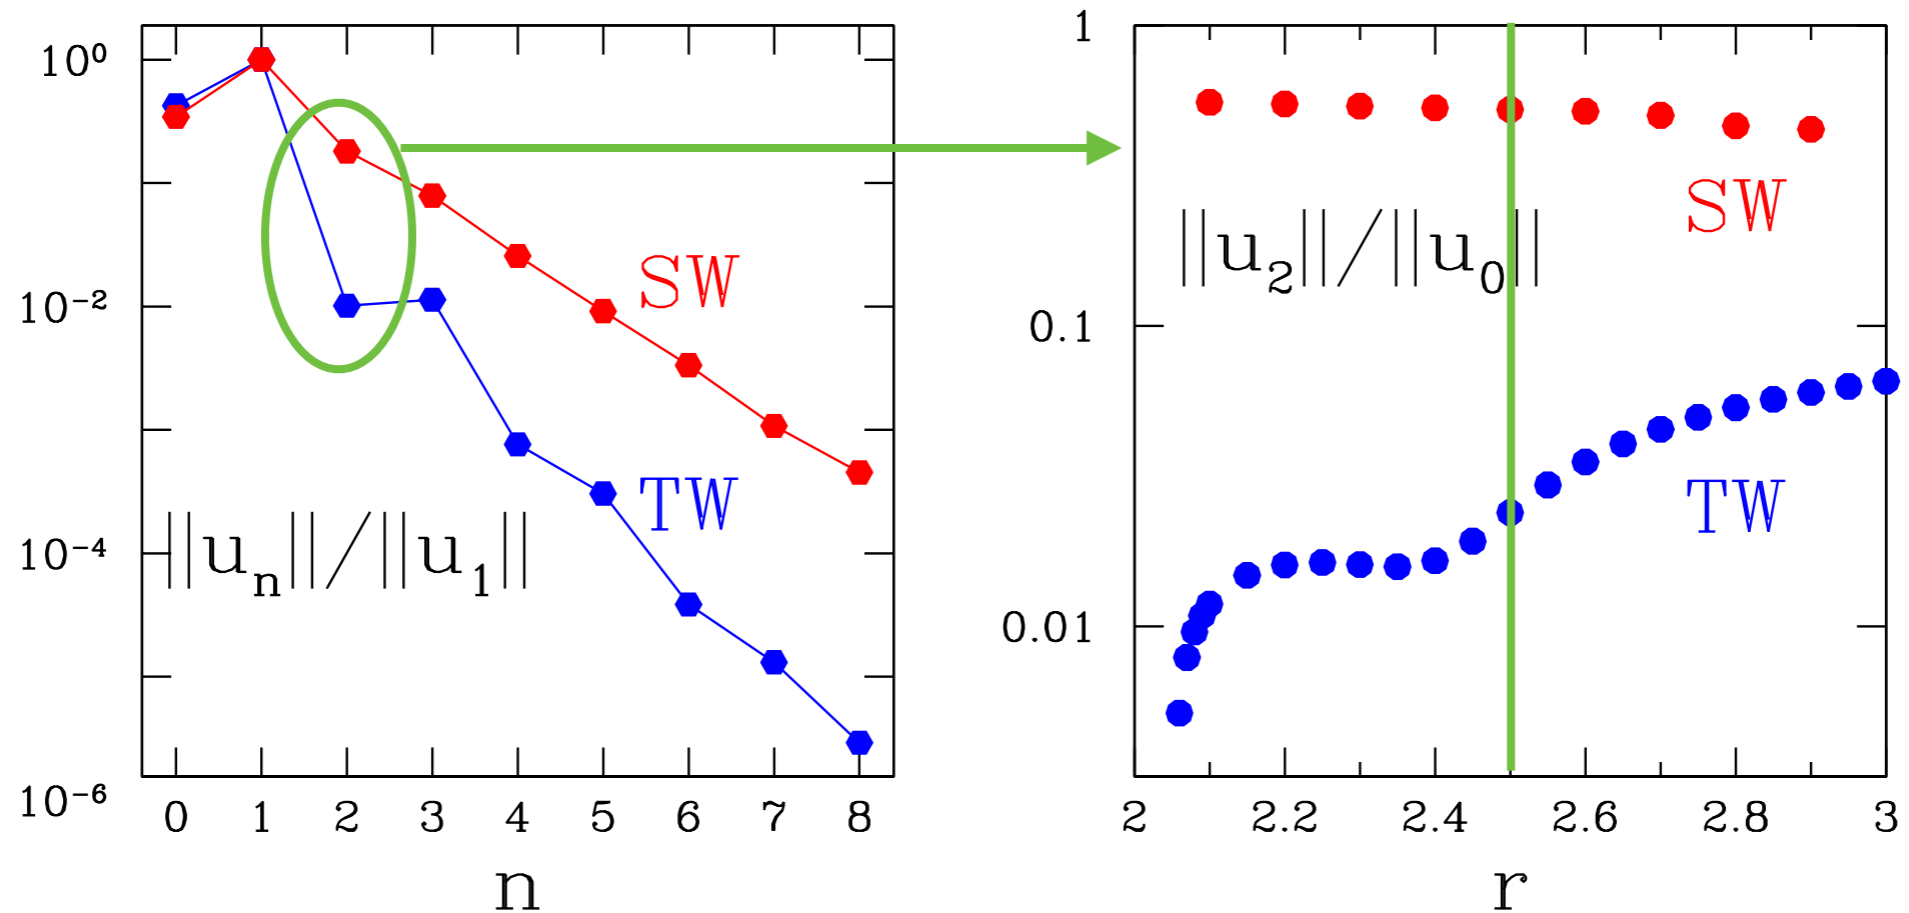 10⁰
10⁻²
10⁻⁴
10⁻⁶
SW
TW
||uₙ||/||u₁||
0 1 2 3 4 5 6 7 8
n
1
0.1
0.01
SW
||u₂||/||u₀||
TW
2 2.2 2.4 2.6 2.8 3
r